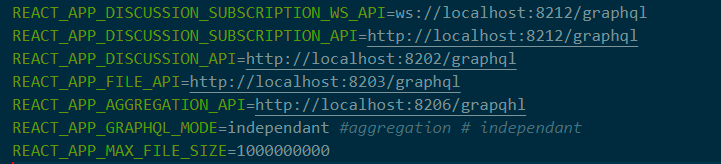 REACT_APP_DISCUSSION_SUBSCRIPTION_WS_API=ws://localhost:8212/graphql
REACT_APP_DISCUSSION_SUBSCRIPTION_API=http://localhost:8212/graphql
REACT_APP_DISCUSSION_API=http://localhost:8202/graphql
REACT_APP_FILE_API=http://localhost:8203/graphql
REACT_APP_AGGREGATION_API=http://localhost:8206/grapqhl
REACT_APP_GRAPHQL_MODE=independant #aggregation # independant
REACT_APP_MAX_FILE_SIZE=1000000000